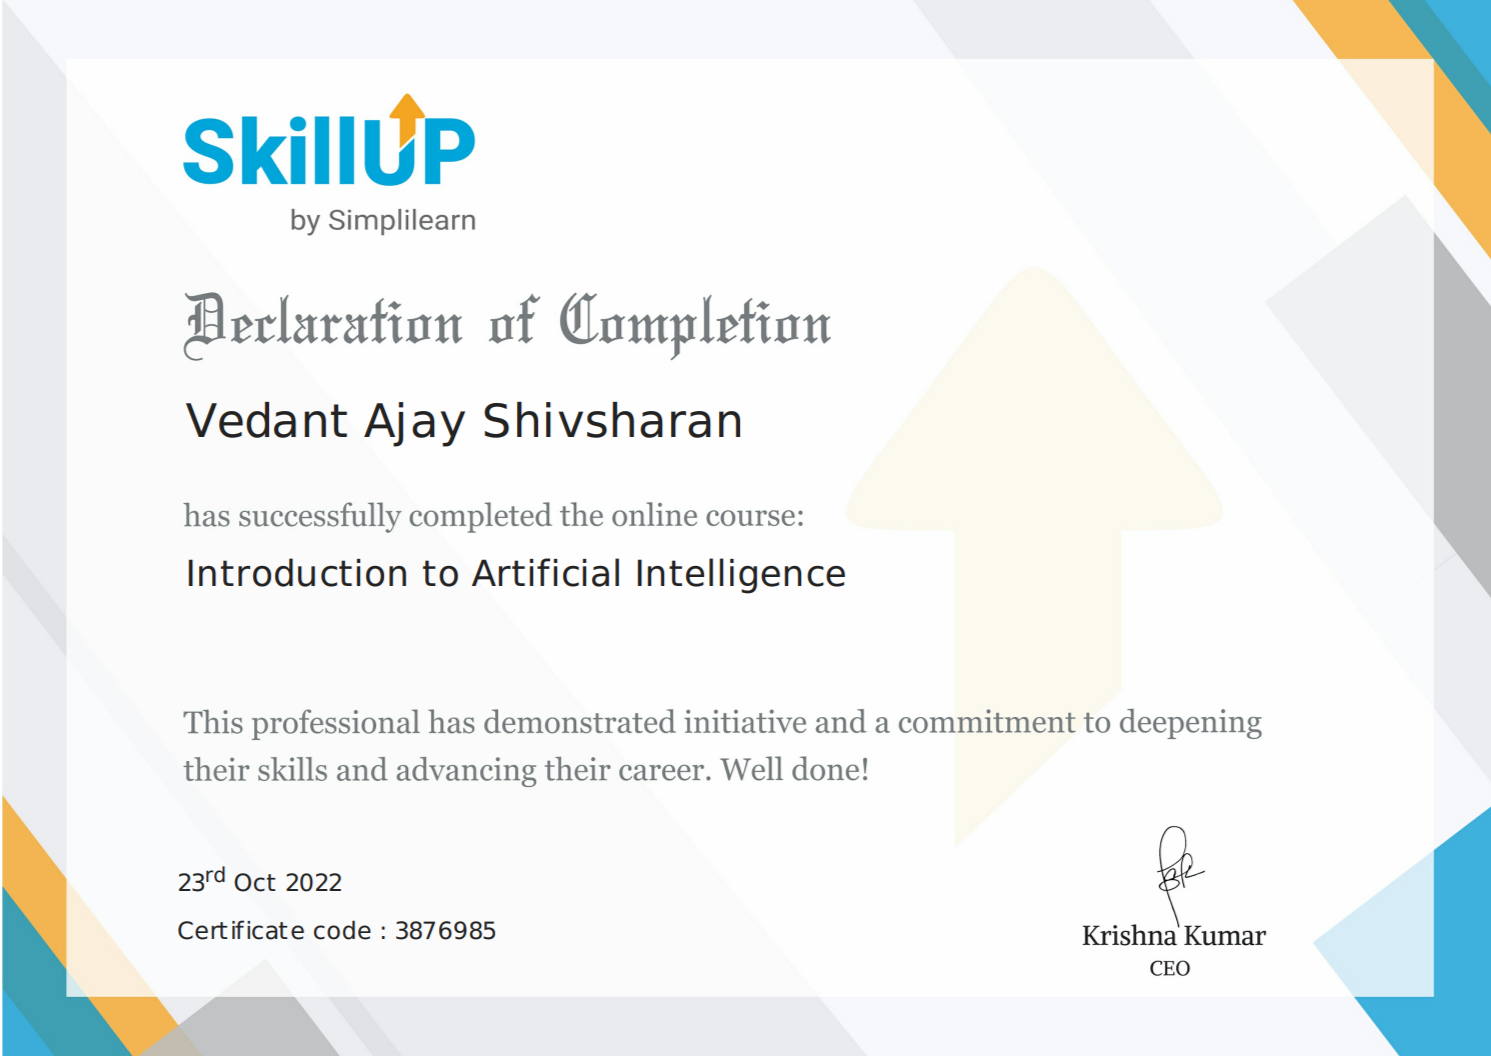 SkillUP
by Simplilearn
Declaration of Completion
Vedant Ajay Shivsharan
has successfully completed the online course:
Introduction to Artificial Intelligence
This professional has demonstrated initiative and a commitment to deepening
their skills and advancing their career. Well done!
23rd Oct 2022
Certificate code : 3876985
Krishna Kumar
CEO